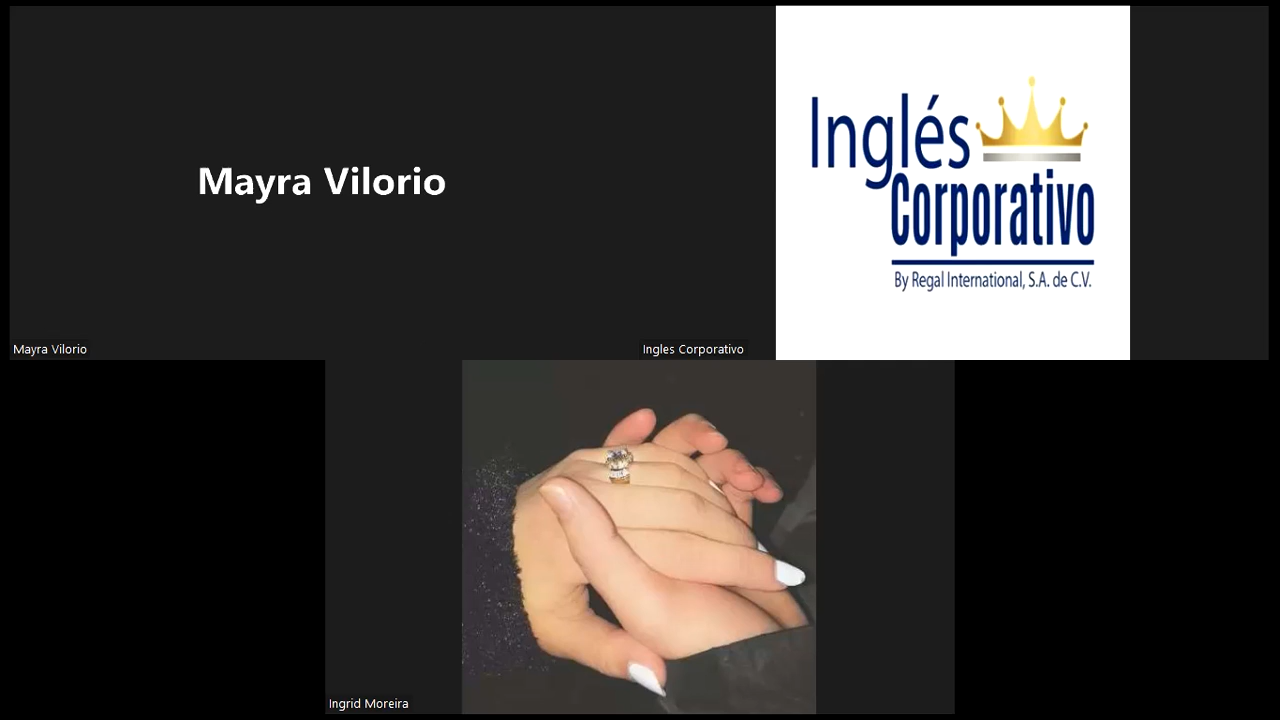 Mayra Vilorio
Inglés
Corporativo
By Regal International, S.A. de C.V.
Mayra Vilorio
Ingles Corporativo
Ingrid Moreira